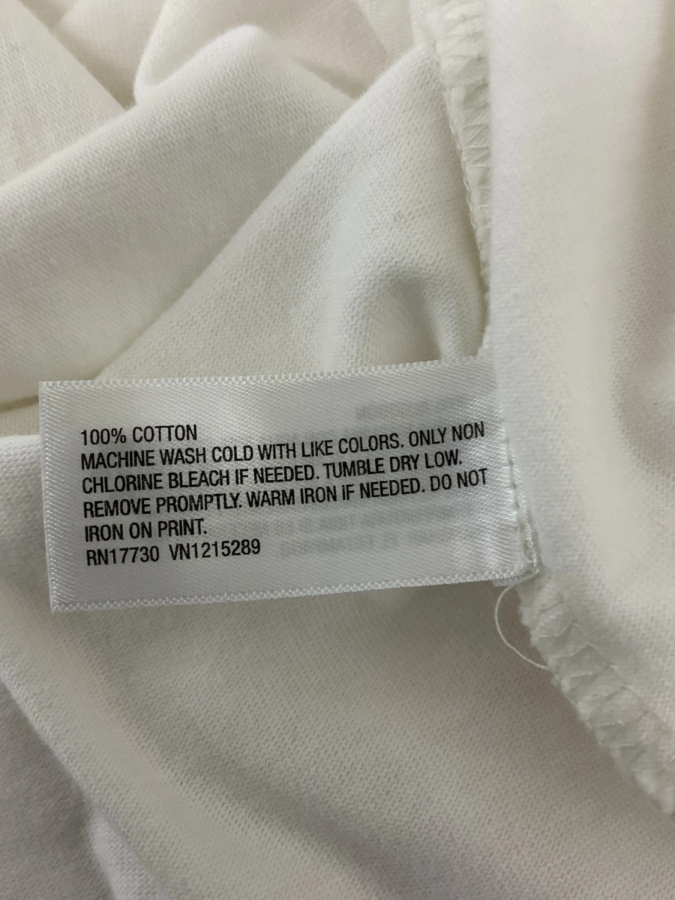 100% COTTON
MACHINE WASH COLD WITH LIKE COLORS. ONLY NON
CHLORINE BLEACH IF NEEDED. TUMBLE DRY LOW.
REMOVE PROMPTLY. WARM IRON IF NEEDED. DO NOT
IRON ON PRINT.
RN17730 VN1215289